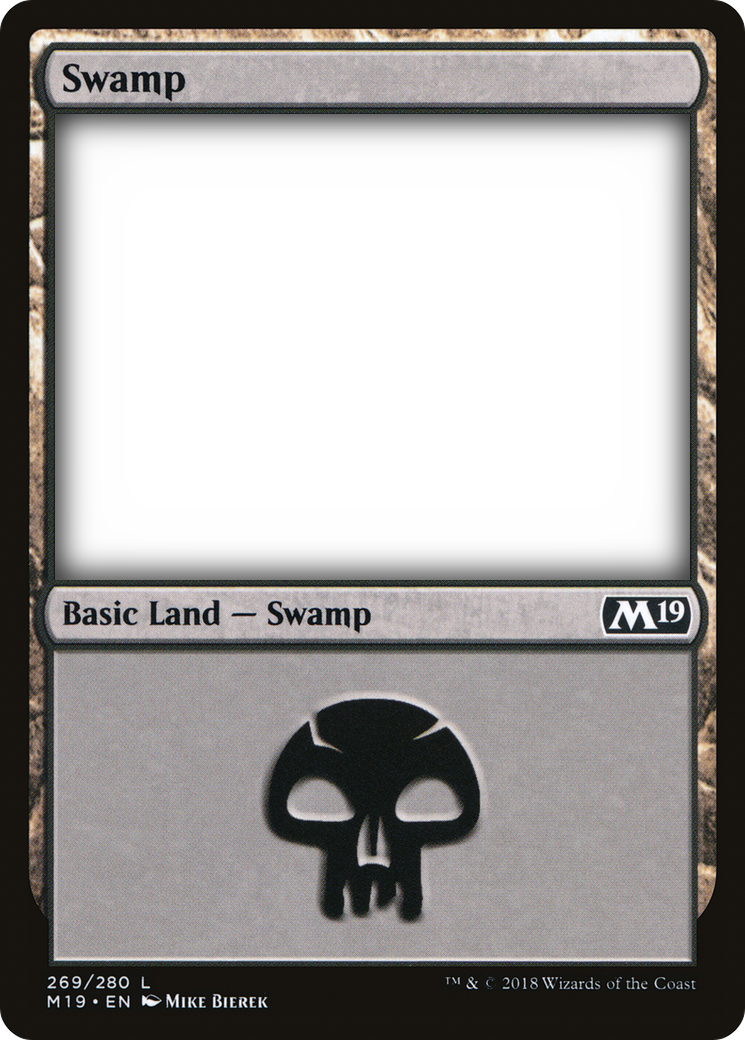 Swamp
Basic Land — Swamp
M19
269/280 L
M19 • EN Mike Bierek
™ & © 2018 Wizards of the Coast